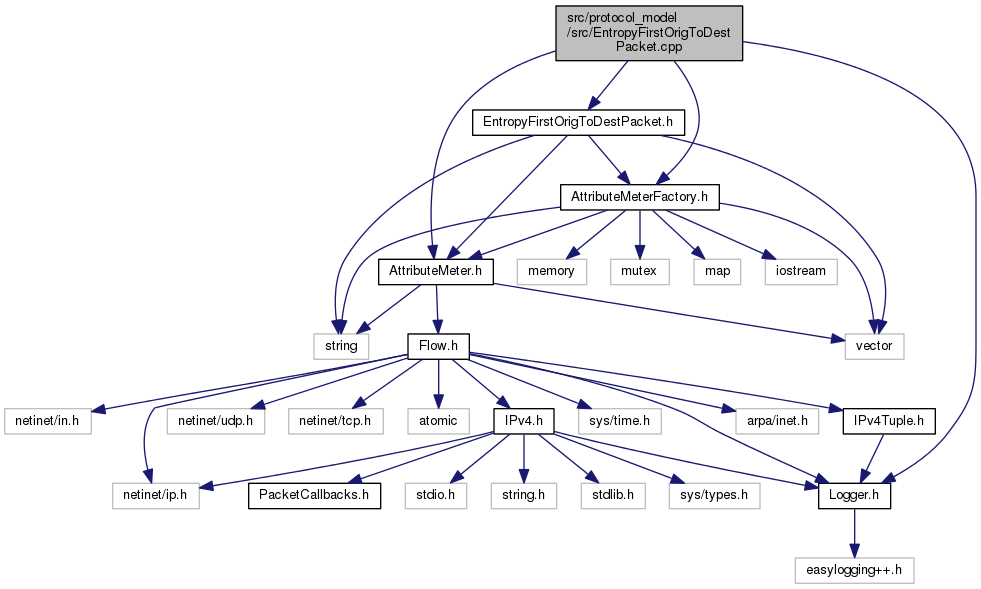 src/protocol_model
/src/EntropyFirstOrigToDest
Packet.cpp
EntropyFirstOrigToDestPacket.h
AttributeMeterFactory.h
AttributeMeter.h
memory
mutex
map
iostream
string
Flow.h
vector
netinet/in.h
netinet/udp.h
netinet/tcp.h
atomic
IPv4.h
sys/time.h
arpa/inet.h
IPv4Tuple.h
netinet/ip.h
PacketCallbacks.h
stdio.h
string.h
stdlib.h
sys/types.h
Logger.h
easylogging++.h